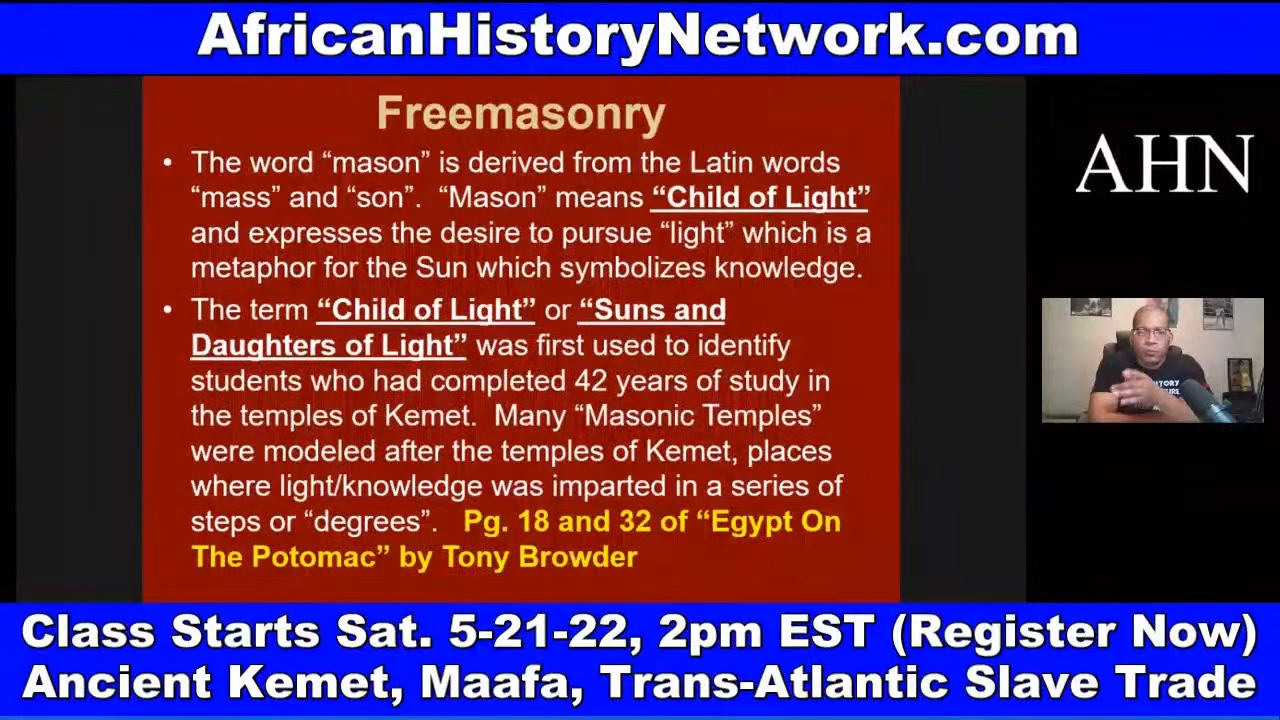 AfricanHistoryNetwork.com
Freemasonry
• The word “mason” is derived from the Latin words
“mass” and “son”. “Mason” means “Child of Light”
and expresses the desire to pursue “light” which is a
metaphor for the Sun which symbolizes knowledge.
• The term “Child of Light” or “Suns and
Daughters of Light” was first used to identify
students who had completed 42 years of study in
the temples of Kemet. Many “Masonic Temples”
were modeled after the temples of Kemet, places
where light/knowledge was imparted in a series of
steps or “degrees”. Pg. 18 and 32 of “Egypt On
The Potomac” by Tony Browder
AHN
Class Starts Sat. 5-21-22, 2pm EST (Register Now)
Ancient Kemet, Maafa, Trans-Atlantic Slave Trade